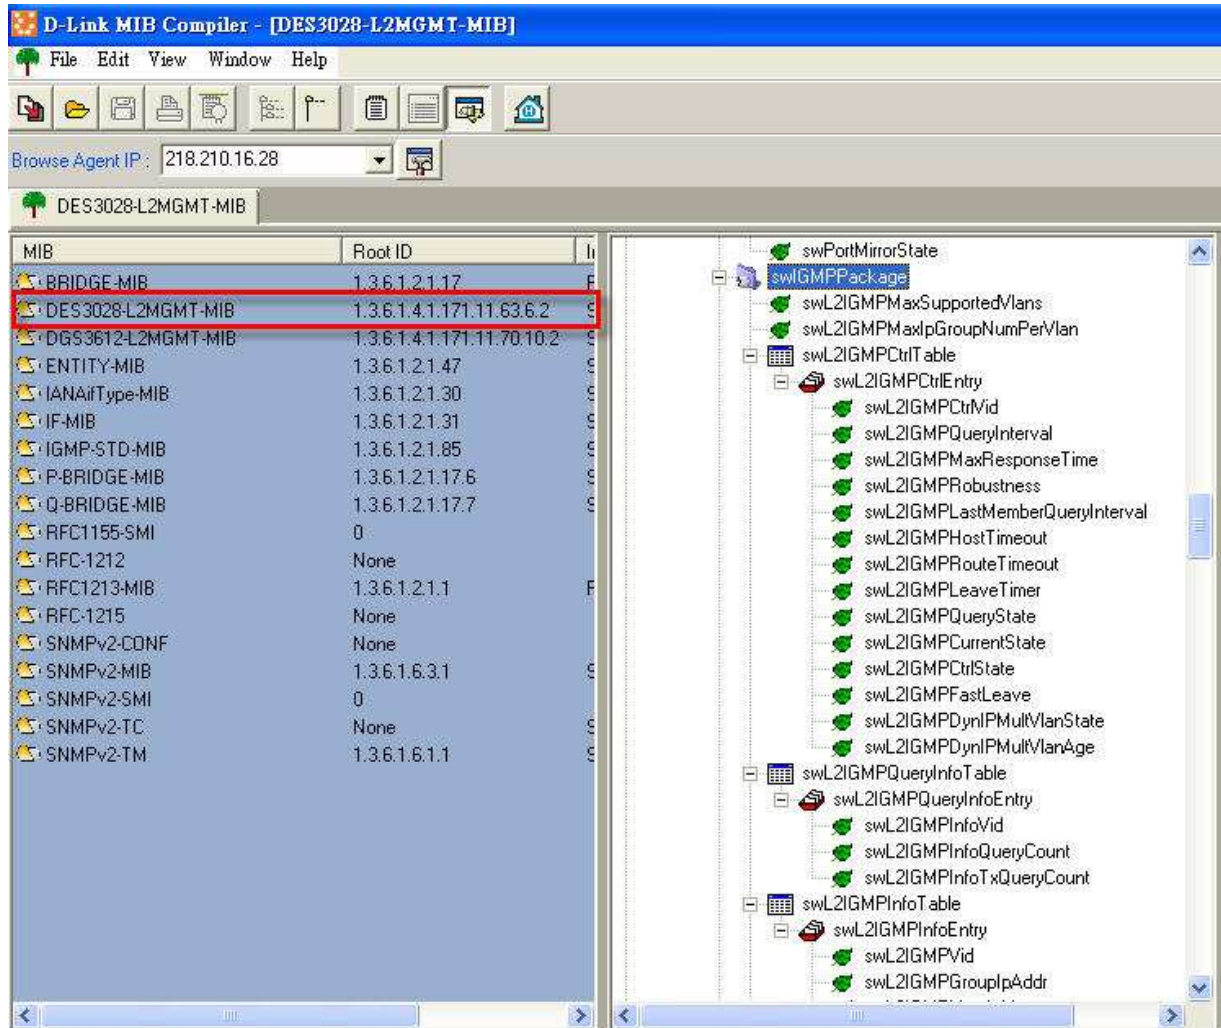 D-Link MIB Compiler - [DES3028-L2MGMT-MIB]
File Edit View Window Help
Browse Agent IP : 218.210.16.28
DES3028-L2MGMT-MIB
MIB Root ID
BRIDGE-MIB 1.3.6.1.2.1.17
DES3028-L2MGMT-MIB 1.3.6.1.4.1.171.11.63.6.2
DGS3612-L2MGMT-MIB 1.3.6.1.4.1.171.11.70.10.2
ENTITY-MIB 1.3.6.1.2.1.47
IANAifType-MIB 1.3.6.1.2.1.30
IF-MIB 1.3.6.1.2.1.31
IGMP-STD-MIB 1.3.6.1.2.1.85
P-BRIDGE-MIB 1.3.6.1.2.1.17.6
Q-BRIDGE-MIB 1.3.6.1.2.1.17.7
RFC1155-SMI 0
RFC-1212 None
RFC1213-MIB 1.3.6.1.2.1.1
RFC-1215 None
SNMPv2-CONF None
SNMPv2-MIB 1.3.6.1.6.3.1
SNMPv2-SMI 0
SNMPv2-TC None
SNMPv2-TM 1.3.6.1.6.1.1
swPortMirrorState
swIGMPPackage
swL2IGMPMaxSupportedVlans
swL2IGMPMaxIpGroupNumPerVlan
swL2IGMPCtrlTable
swL2IGMPCtrlEntry
swL2IGMPCtrlVid
swL2IGMPQueryInterval
swL2IGMPMaxResponseTime
swL2IGMPRobustness
swL2IGMPLastMemberQueryInterval
swL2IGMPHostTimeout
swL2IGMPRouteTimeout
swL2IGMPLeaveTimer
swL2IGMPQueryState
swL2IGMPCurrentState
swL2IGMPCtrlState
swL2IGMPFastLeave
swL2IGMPDynIPMultVlanState
swL2IGMPDynIPMultVlanAge
swL2IGMPQueryInfoTable
swL2IGMPQueryInfoEntry
swL2IGMPInfoVid
swL2IGMPInfoQueryCount
swL2IGMPInfoTxQueryCount
swL2IGMPInfoTable
swL2IGMPInfoEntry
swL2IGMPVid
swL2IGMPGroupIpAddr